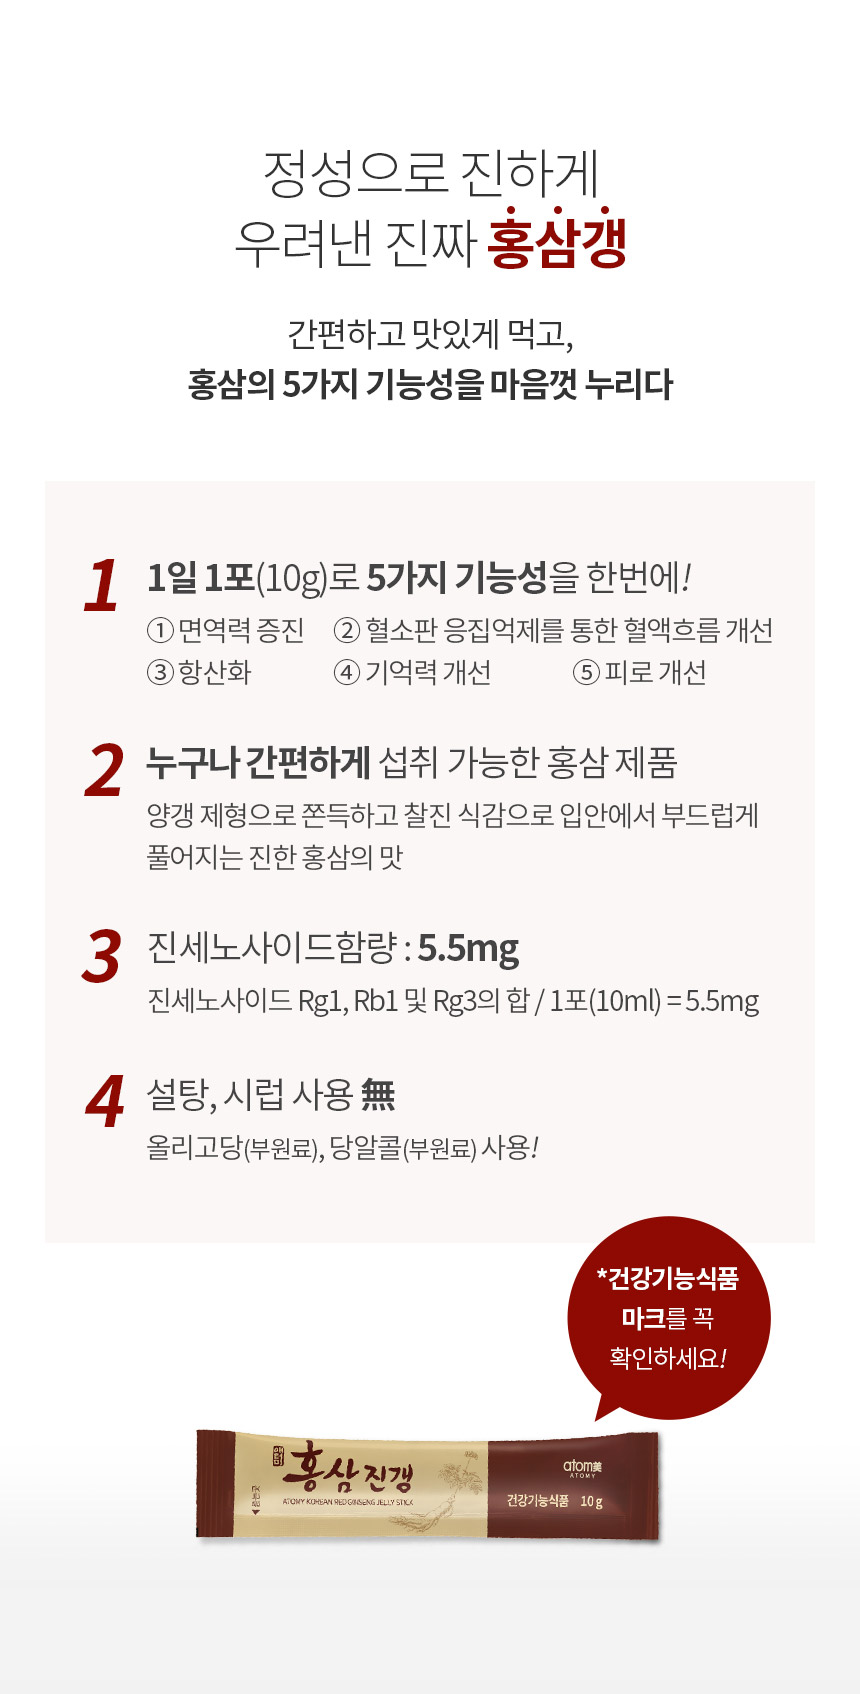 정성으로 진하게
우려낸 진짜 홍삼갱
간편하고 맛있게 먹고,
홍삼의 5가지 기능성을 마음껏 누리다
1 1일 1포(10g)로 5가지 기능성을 한번에!
① 면역력 증진 ② 혈소판 응집억제를 통한 혈액흐름 개선
③ 항산화 ④ 기억력 개선 ⑤ 피로 개선
2 누구나 간편하게 섭취 가능한 홍삼 제품
양갱 제형으로 쫀득하고 찰진 식감으로 입안에서 부드럽게
풀어지는 진한 홍삼의 맛
3 진세노사이드함량 : 5.5mg
진세노사이드 Rg1, Rb1 및 Rg3의 합 / 1포(10ml) = 5.5mg
4 설탕, 시럽 사용 無
올리고당(부원료), 당알콜(부원료) 사용!
*건강기능식품
마크를 꼭
확인하세요!
홍삼진갱
ATOMY KOREAN RED GINSENG JELLY STICK
atom美
ATOMY
건강기능식품 10g